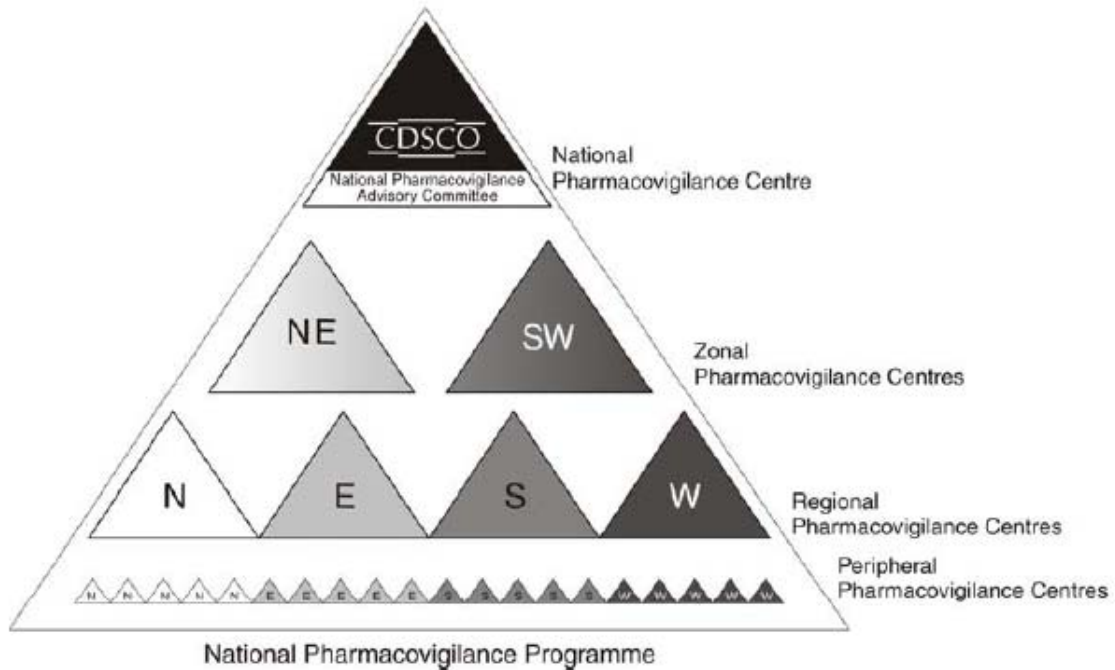 CDSCO
National Pharmacovigilance
Advisory Committee
National
Pharmacovigilance Centre
NE
SW
Zonal
Pharmacovigilance Centres
N
E
S
W
Regional
Pharmacovigilance Centres
N N N N N E E E E E S S S S S W W W W W
Peripheral
Pharmacovigilance Centres
National Pharmacovigilance Programme